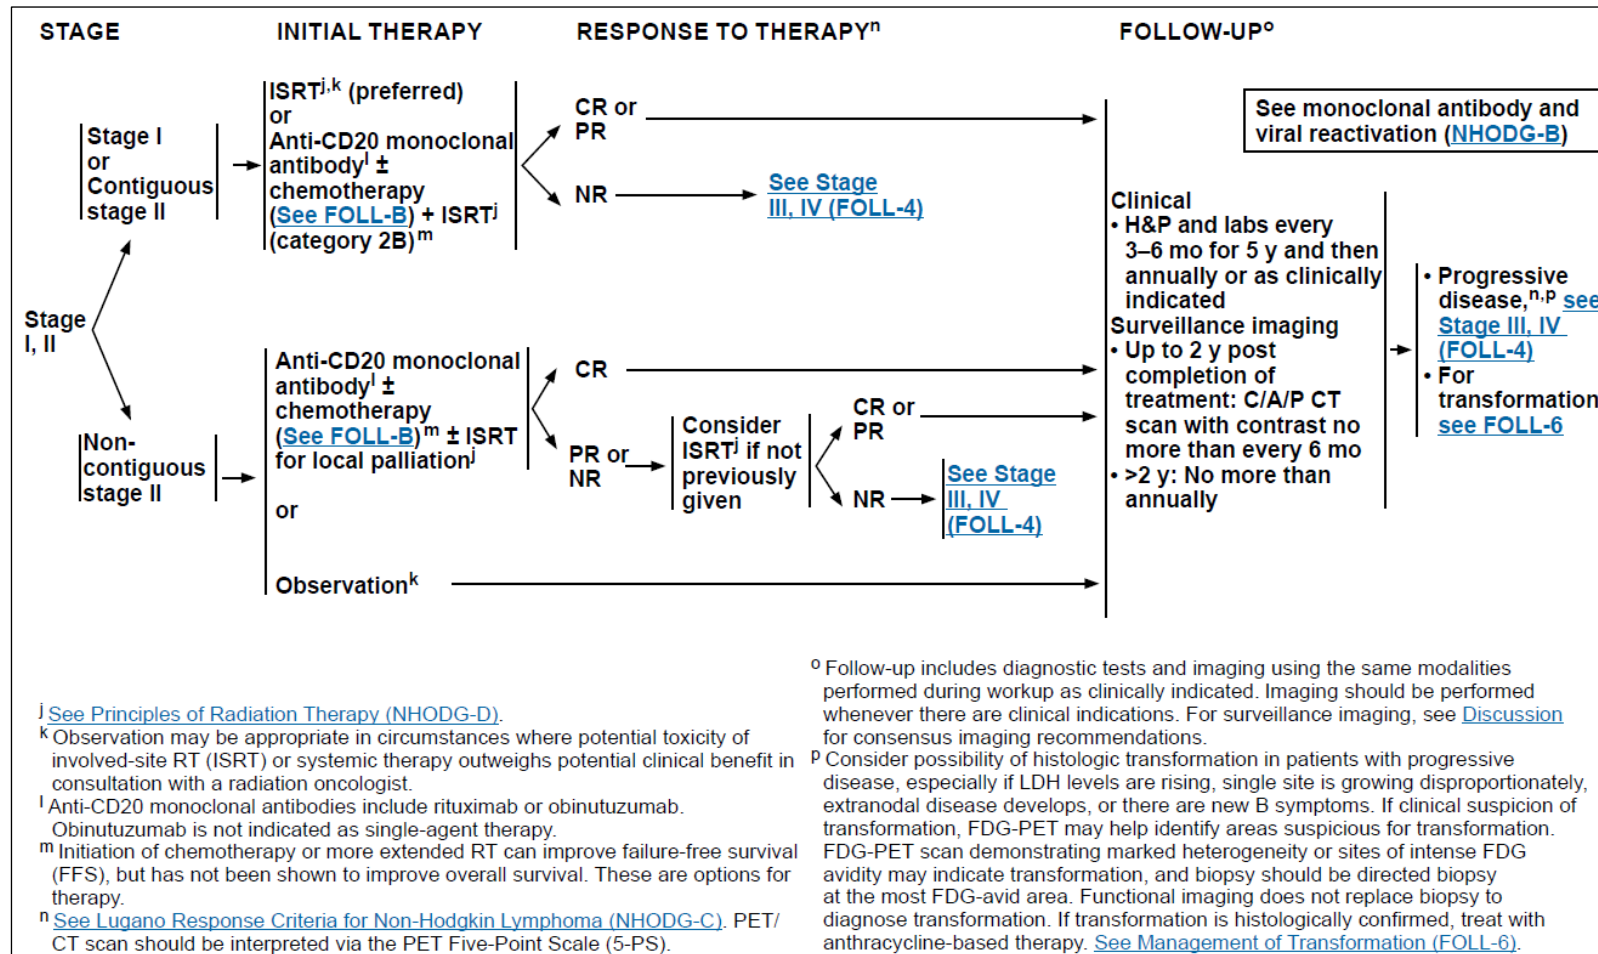 STAGE
INITIAL THERAPY
RESPONSE TO THERAPYⁿ
FOLLOW-UPᵒ
Stage
I, II
Stage I
or
Contiguous
stage II
ISRTʲ,ᵏ (preferred)
or
Anti-CD20 monoclonal
antibodyˡ ±
chemotherapy
(See FOLL-B) + ISRTʲ
(category 2B)ᵐ
CR or
PR
NR
See Stage
III, IV (FOLL-4)
Non-
contiguous
stage II
Anti-CD20 monoclonal
antibodyˡ ±
chemotherapy
(See FOLL-B)ᵐ ± ISRT
for local palliationʲ
or
Observationᵏ
CR
PR or
NR
Consider
ISRTʲ if not
previously
given
CR or
PR
NR
See Stage
III, IV
(FOLL-4)
See monoclonal antibody and
viral reactivation (NHODG-B)
Clinical
• H&P and labs every
3–6 mo for 5 y and then
annually or as clinically
indicated
Surveillance imaging
• Up to 2 y post
completion of
treatment: C/A/P CT
scan with contrast no
more than every 6 mo
• >2 y: No more than
annually
• Progressive
disease,ⁿ,ᵖ see
Stage III, IV
(FOLL-4)
• For
transformation
see FOLL-6
ʲ See Principles of Radiation Therapy (NHODG-D).
ᵏ Observation may be appropriate in circumstances where potential toxicity of
involved-site RT (ISRT) or systemic therapy outweighs potential clinical benefit in
consultation with a radiation oncologist.
ˡ Anti-CD20 monoclonal antibodies include rituximab or obinutuzumab.
Obinutuzumab is not indicated as single-agent therapy.
ᵐ Initiation of chemotherapy or more extended RT can improve failure-free survival
(FFS), but has not been shown to improve overall survival. These are options for
therapy.
ⁿ See Lugano Response Criteria for Non-Hodgkin Lymphoma (NHODG-C). PET/
CT scan should be interpreted via the PET Five-Point Scale (5-PS).
ᵒ Follow-up includes diagnostic tests and imaging using the same modalities
performed during workup as clinically indicated. Imaging should be performed
whenever there are clinical indications. For surveillance imaging, see Discussion
for consensus imaging recommendations.
ᵖ Consider possibility of histologic transformation in patients with progressive
disease, especially if LDH levels are rising, single site is growing disproportionately,
extranodal disease develops, or there are new B symptoms. If clinical suspicion of
transformation, FDG-PET may help identify areas suspicious for transformation.
FDG-PET scan demonstrating marked heterogeneity or sites of intense FDG
avidity may indicate transformation, and biopsy should be directed biopsy
at the most FDG-avid area. Functional imaging does not replace biopsy to
diagnose transformation. If transformation is histologically confirmed, treat with
anthracycline-based therapy. See Management of Transformation (FOLL-6).